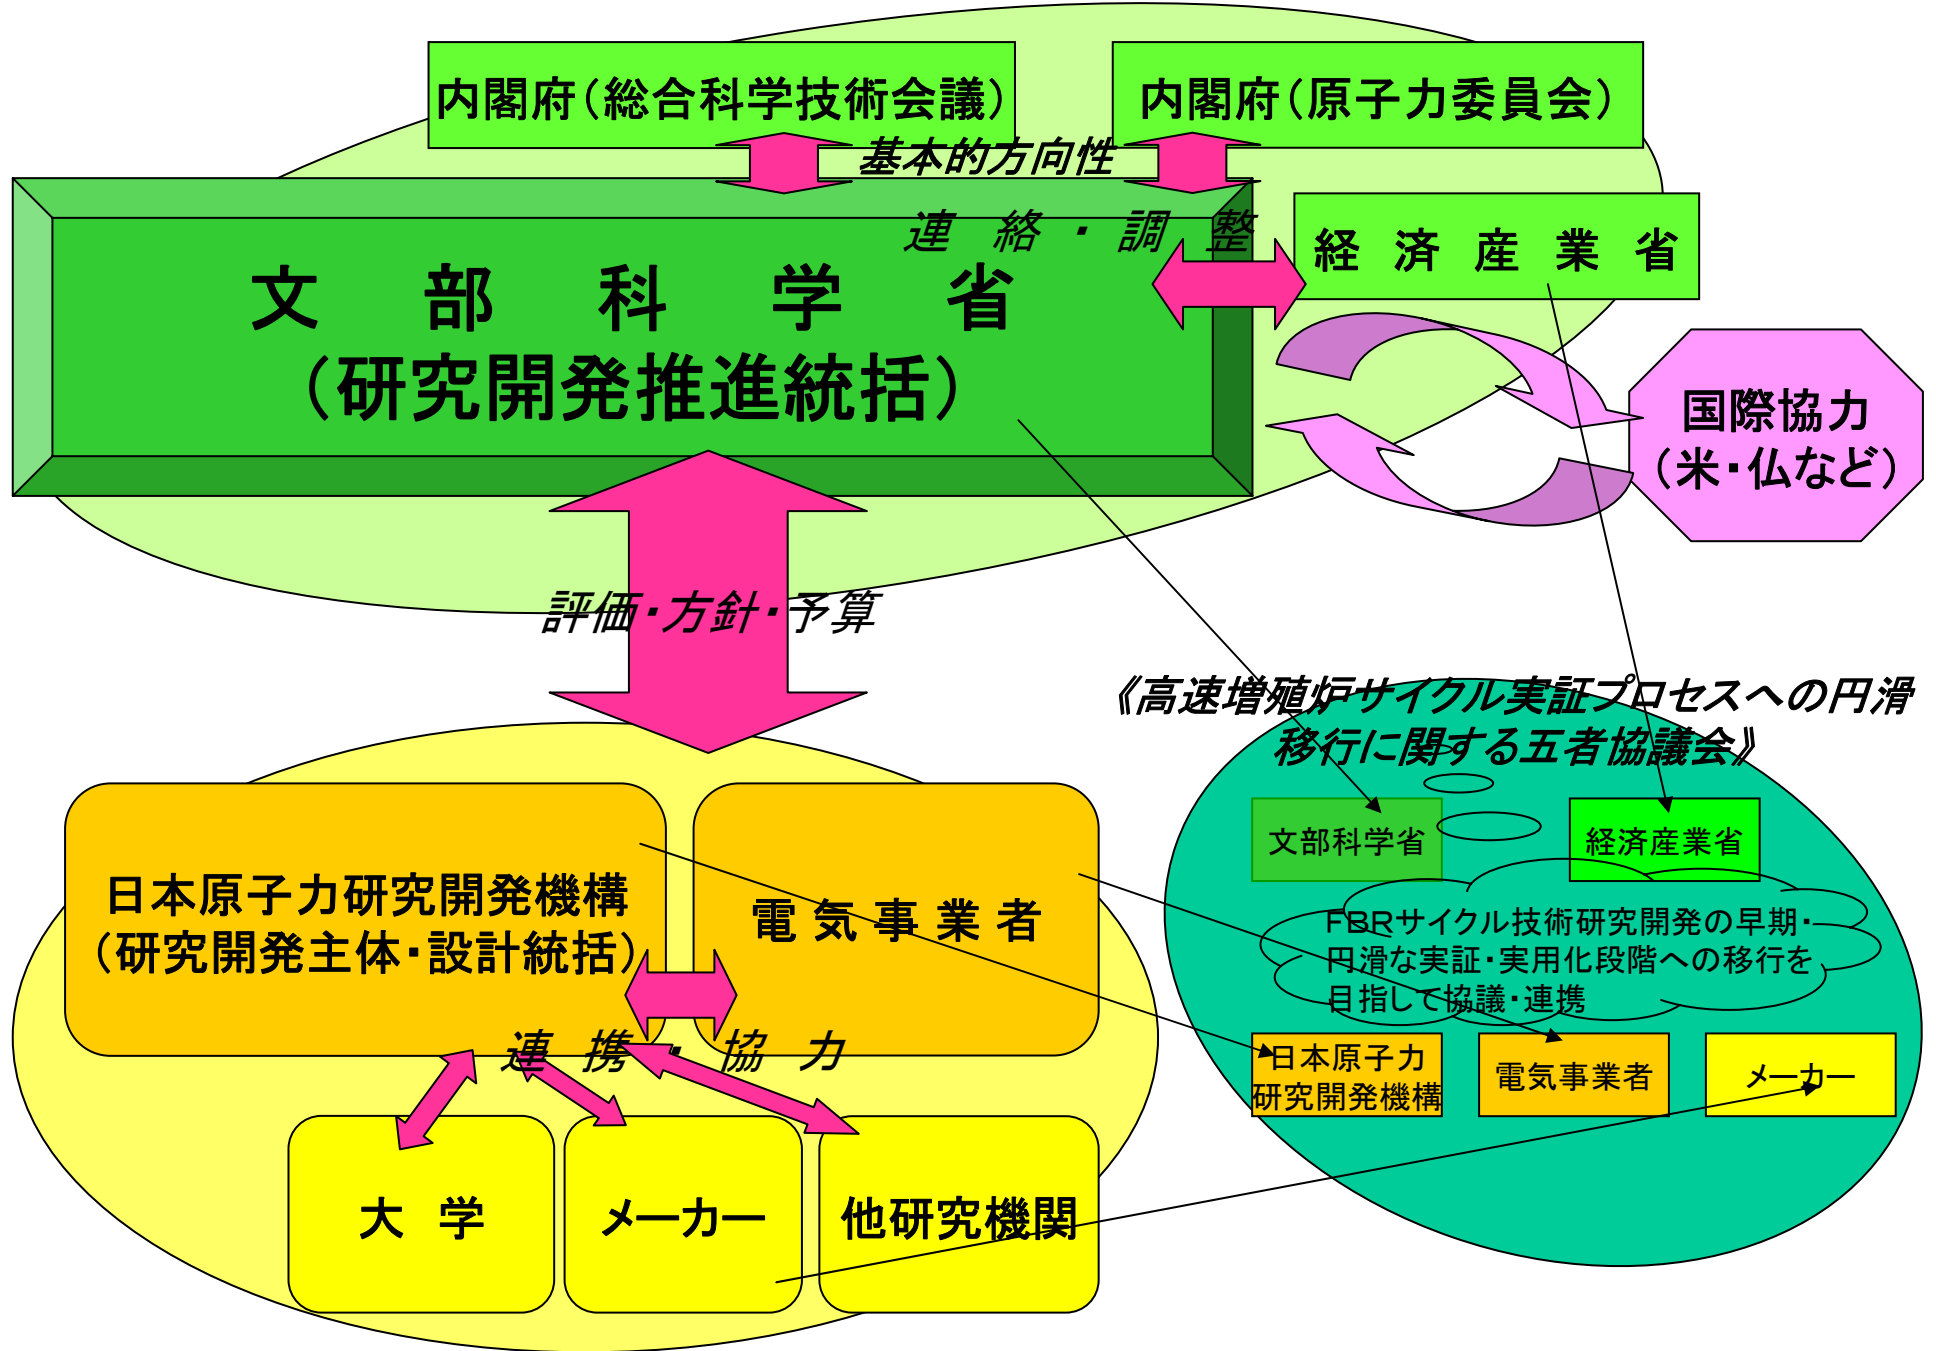 内閣府（総合科学技術会議）
内閣府（原子力委員会）
基本的方向性
連　絡　・　調　整
経　済　産　業　省
文　部　科　学　省
（研究開発推進統括）
国際協力
（米・仏など）
評価・方針・予算
《高速増殖炉サイクル実証プロセスへの円滑
移行に関する五者協議会》
文部科学省
経済産業省
日本原子力研究開発機構
（研究開発主体・設計統括）
電 気 事 業 者
FBRサイクル技術研究開発の早期・
円滑な実証・実用化段階への移行を
目指して協議・連携
連　携　・　協　力
日本原子力
研究開発機構
電気事業者
メーカー
大　学
メーカー
他研究機関